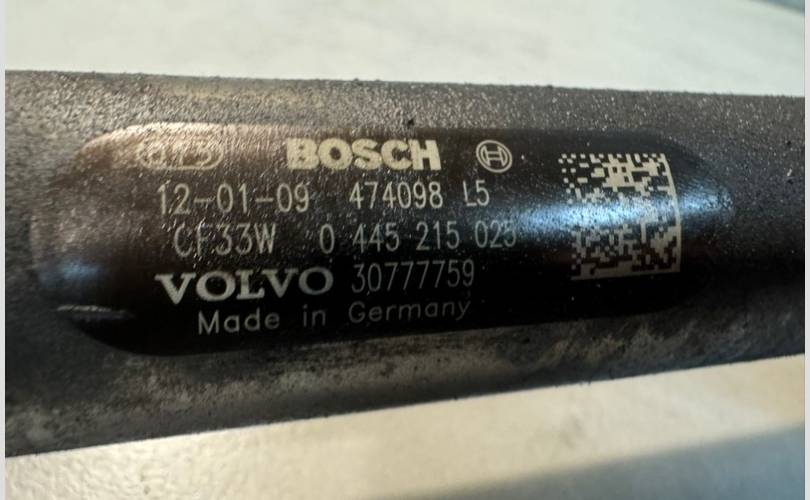 BOSCH
12-01-09 474098 L5
CF33W 0 445 215 025
VOLVO 30777759
Made in Germany